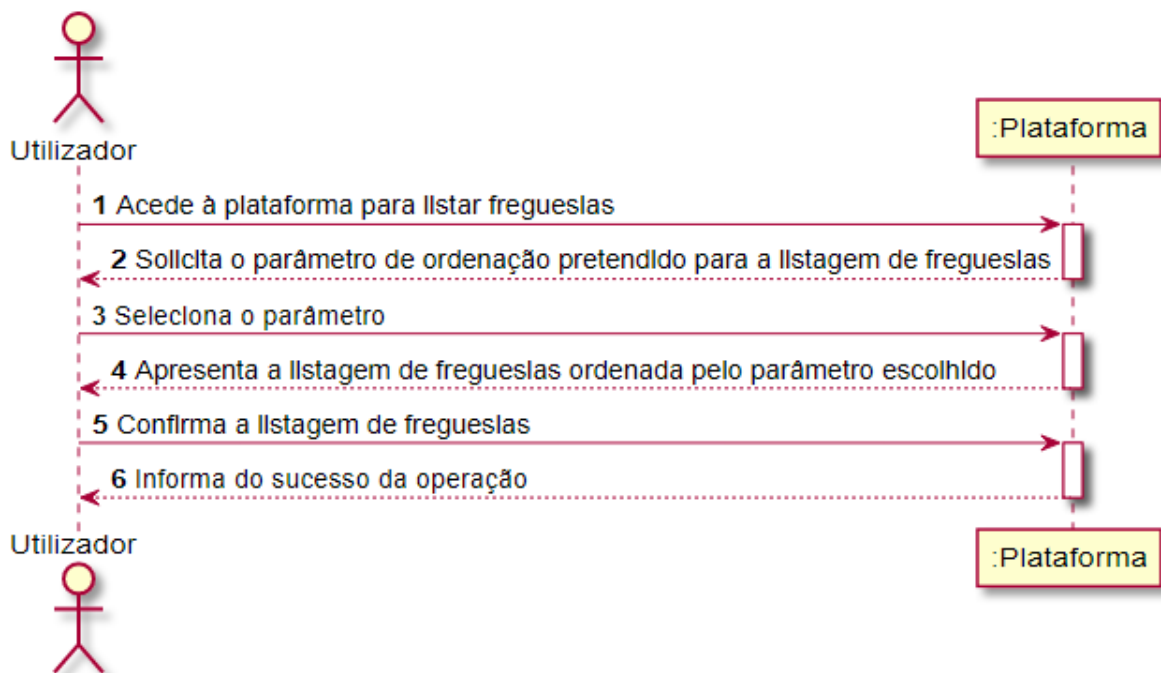 Utilizador
:Plataforma
1 Acede à plataforma para listar freguesias
2 Solicita o parâmetro de ordenação pretendido para a listagem de freguesias
3 Seleciona o parâmetro
4 Apresenta a listagem de freguesias ordenada pelo parâmetro escolhido
5 Confirma a listagem de freguesias
6 Informa do sucesso da operação
Utilizador
:Plataforma